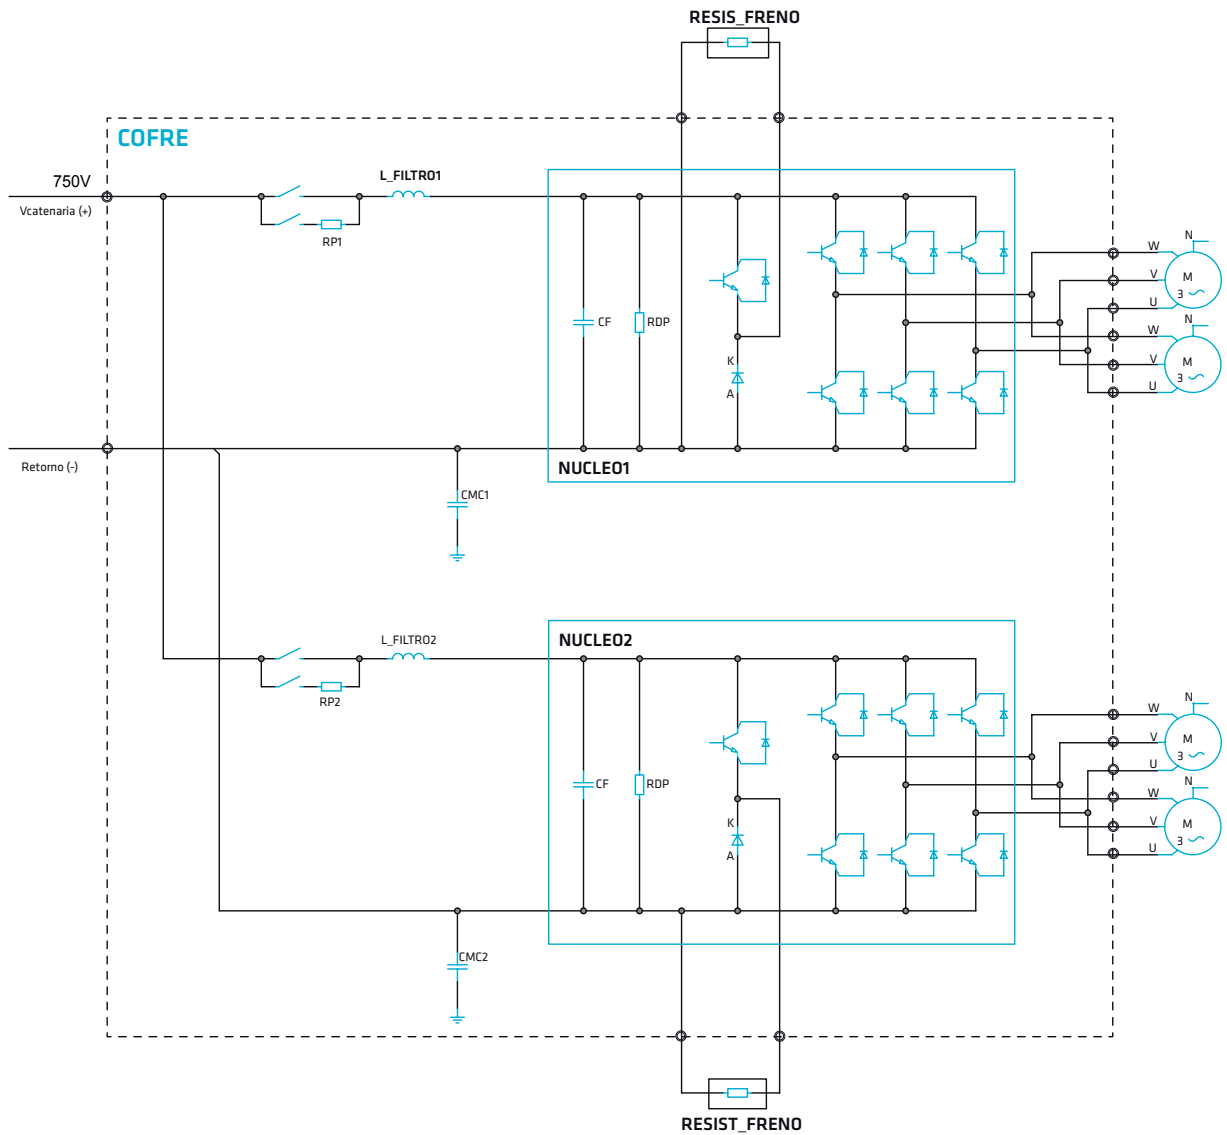 RESIS_FRENO
COFRE
750V
Vcatenaria (+)
L_FILTRO1
RP1
CF
RDP
K
A
W
V
U
N
M
3
W
V
U
N
M
3
Retorno (-)
NUCLEO1
CMC1
NUCLEO2
L_FILTRO2
RP2
CF
RDP
K
A
W
V
U
N
M
3
W
V
U
N
M
3
CMC2
RESIST_FRENO